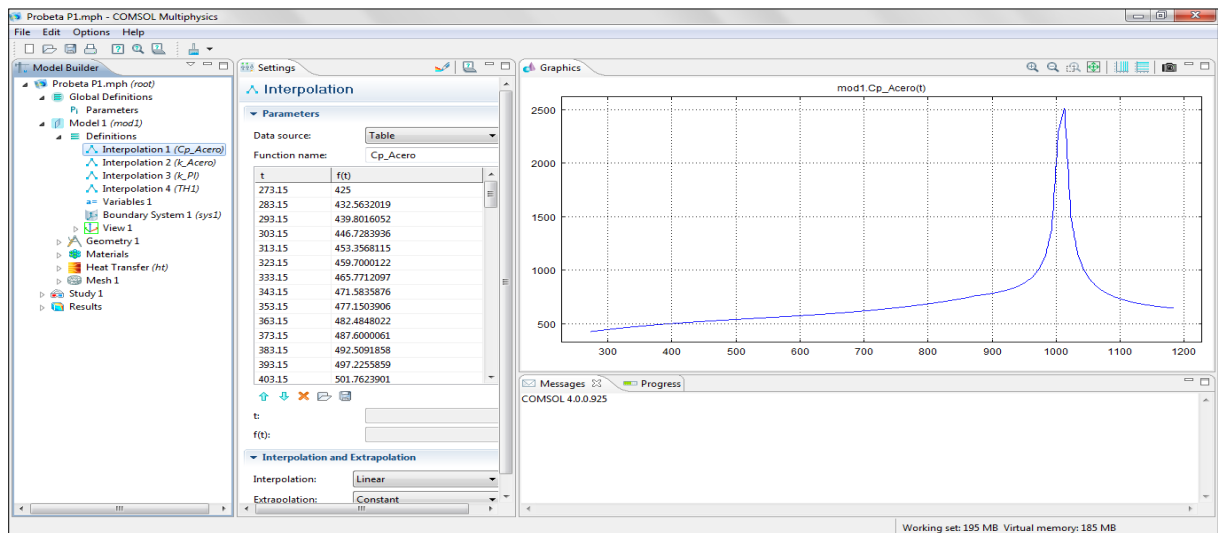 Probeta P1.mph - COMSOL Multiphysics
File Edit Options Help
Model Builder
Probeta P1.mph (root)
Global Definitions
Pi Parameters
Model 1 (mod1)
Definitions
Interpolation 1 (Cp_Acero)
Interpolation 2 (k_Acero)
Interpolation 3 (k_Pl)
Interpolation 4 (TH1)
a= Variables 1
Boundary System 1 (sys1)
View 1
Geometry 1
Materials
Heat Transfer (ht)
Mesh 1
Study 1
Results
Settings
Interpolation
Parameters
Data source: Table
Function name: Cp_Acero
t f(t)
273.15 425
283.15 432.5632019
293.15 439.8016052
303.15 446.7283936
313.15 453.3568115
323.15 459.7000122
333.15 465.7712097
343.15 471.5835876
353.15 477.1503906
363.15 482.4848022
373.15 487.6000061
383.15 492.5091858
393.15 497.2255859
403.15 501.7623901
t:
f(t):
Interpolation and Extrapolation
Interpolation: Linear
Extrapolation: Constant
Graphics
mod1.Cp_Acero(t)
2500
2000
1500
1000
500
300 400 500 600 700 800 900 1000 1100 1200
Messages Progress
COMSOL 4.0.0.925
Working set: 195 MB Virtual memory: 185 MB